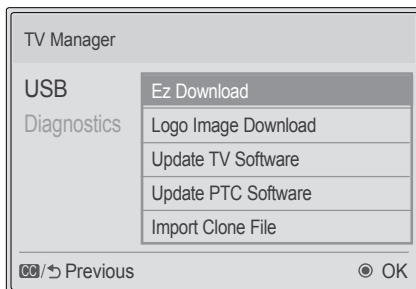 TV Manager
USB
Ez Download
Diagnostics
Logo Image Download
Update TV Software
Update PTC Software
Import Clone File
CC/ Previous
OK